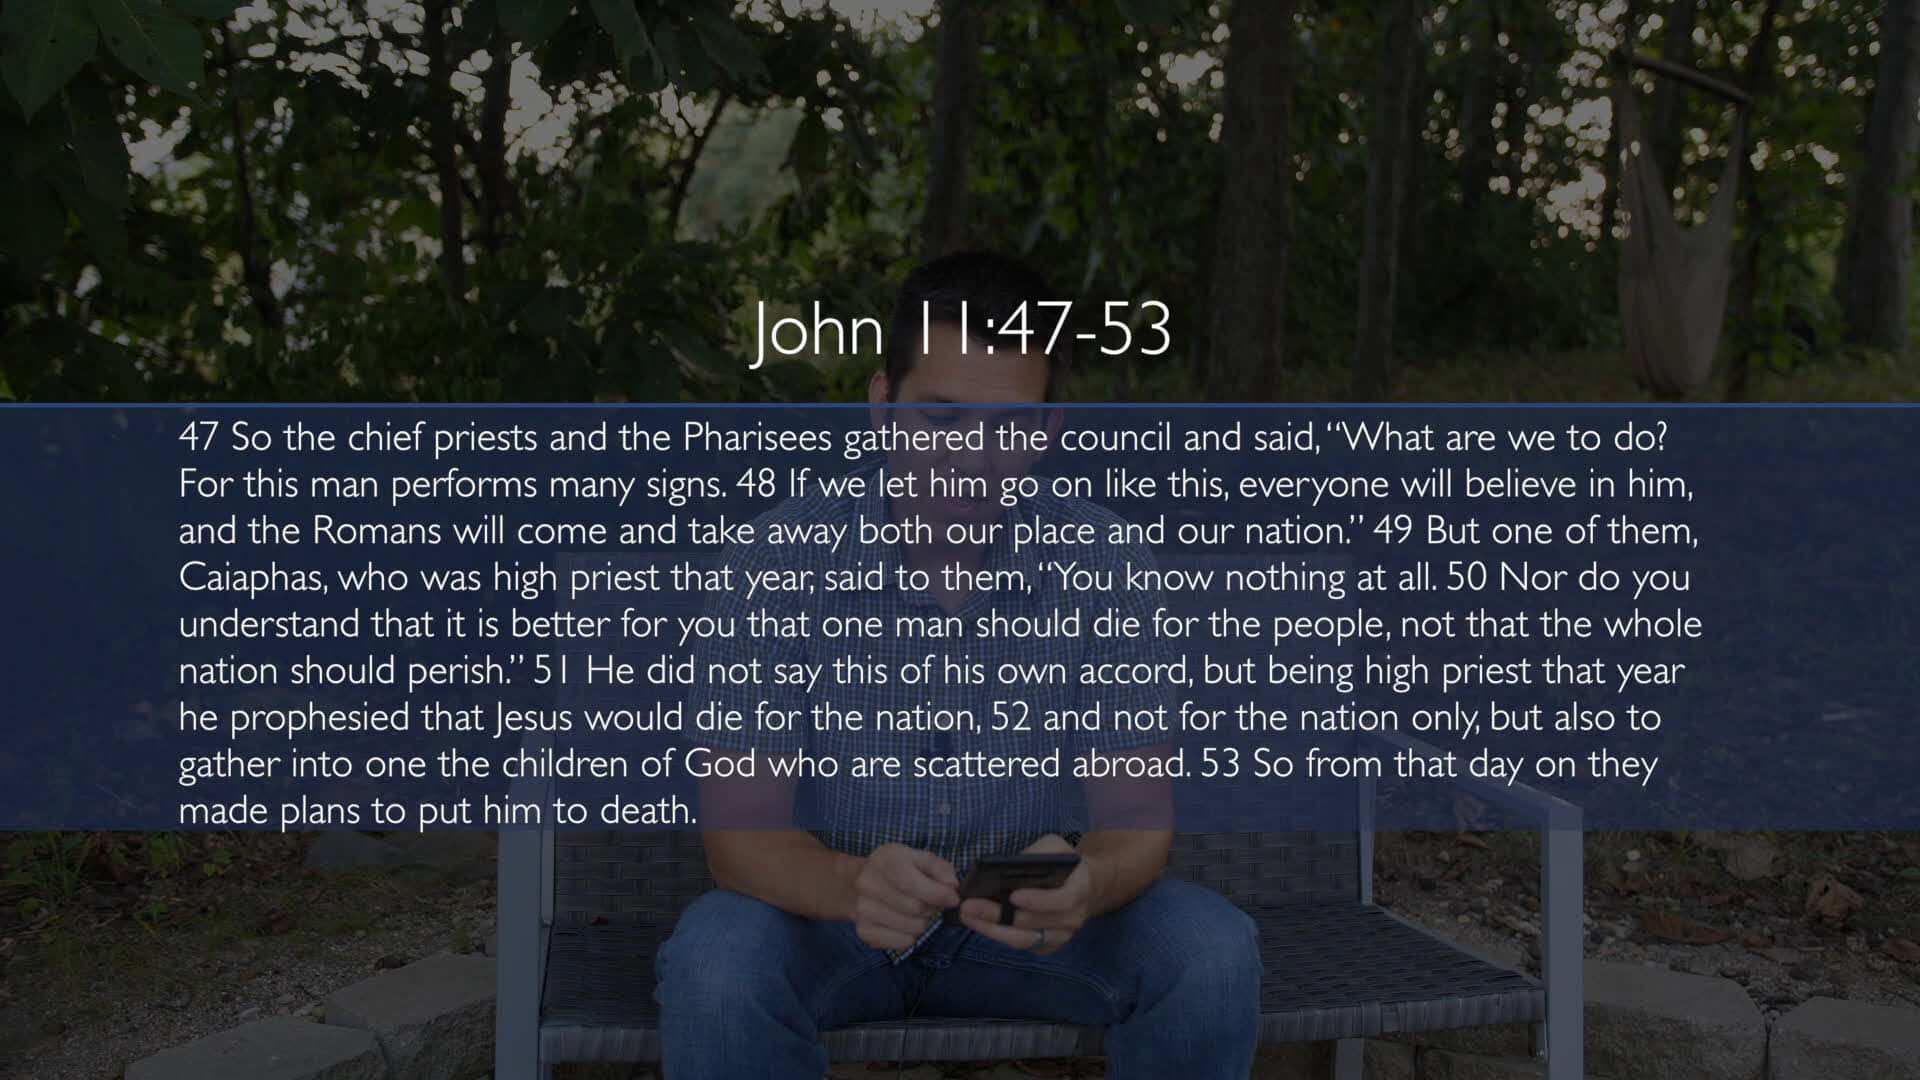 John 11:47-53
47 So the chief priests and the Pharisees gathered the council and said, “What are we to do?
For this man performs many signs. 48 If we let him go on like this, everyone will believe in him,
and the Romans will come and take away both our place and our nation.” 49 But one of them,
Caiaphas, who was high priest that year, said to them, “You know nothing at all. 50 Nor do you
understand that it is better for you that one man should die for the people, not that the whole
nation should perish.” 51 He did not say this of his own accord, but being high priest that year
he prophesied that Jesus would die for the nation, 52 and not for the nation only, but also to
gather into one the children of God who are scattered abroad. 53 So from that day on they
made plans to put him to death.